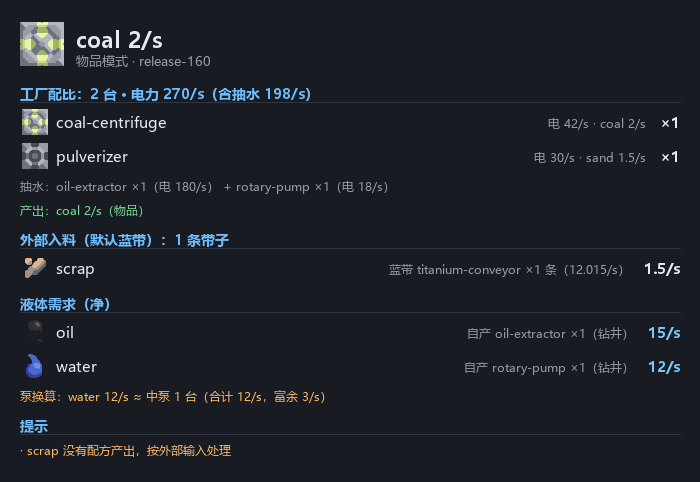 coal 2/s
物品模式 · release-160
工厂配比：2 台 • 电力 270/s（含抽水 198/s）
coal-centrifuge 电 42/s · coal 2/s ×1
pulverizer 电 30/s · sand 1.5/s ×1
抽水：oil-extractor ×1（电 180/s） + rotary-pump ×1（电 18/s）
产出：coal 2/s（物品）
外部入料（默认蓝带）：1 条带子
scrap 蓝带 titanium-conveyor ×1 条（12.015/s） 1.5/s
液体需求（净）
oil 自产 oil-extractor ×1（钻井） 15/s
water 自产 rotary-pump ×1（钻井） 12/s
泵换算：water 12/s ≈ 中泵 1 台（合计 12/s，富余 3/s）
提示
· scrap 没有配方产出，按外部输入处理